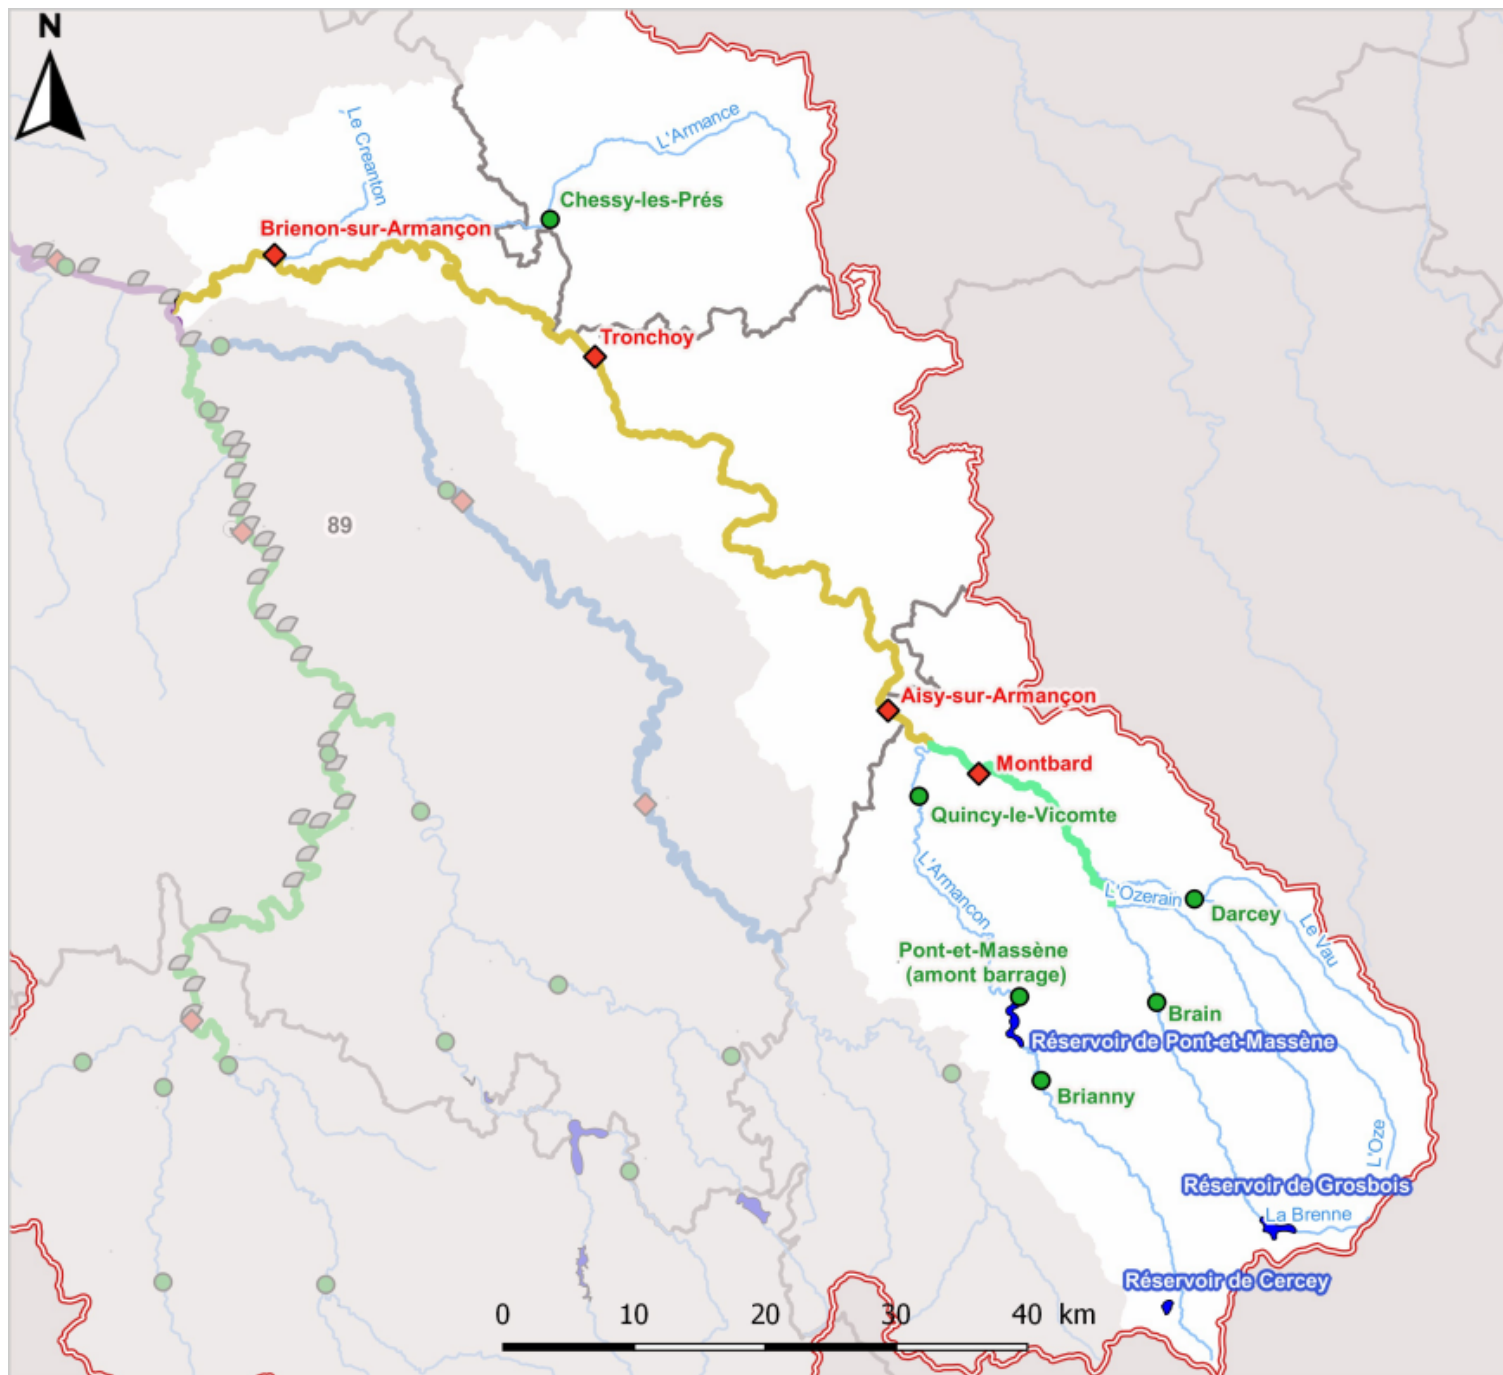 N
Le Creanton
L'Armance
Chessy-les-Prés
Brienon-sur-Armançon
Tronchoy
89
Aisy-sur-Armançon
Montbard
Quincy-le-Vicomte
L'Armancon
L'Ozerain
Darcey
Le Vau
Pont-et-Massène
(amont barrage)
Brain
Réservoir de Pont-et-Massène
Brianny
L'Oze
Réservoir de Grosbois
La Brenne
Réservoir de Cercey
0 10 20 30 40 km